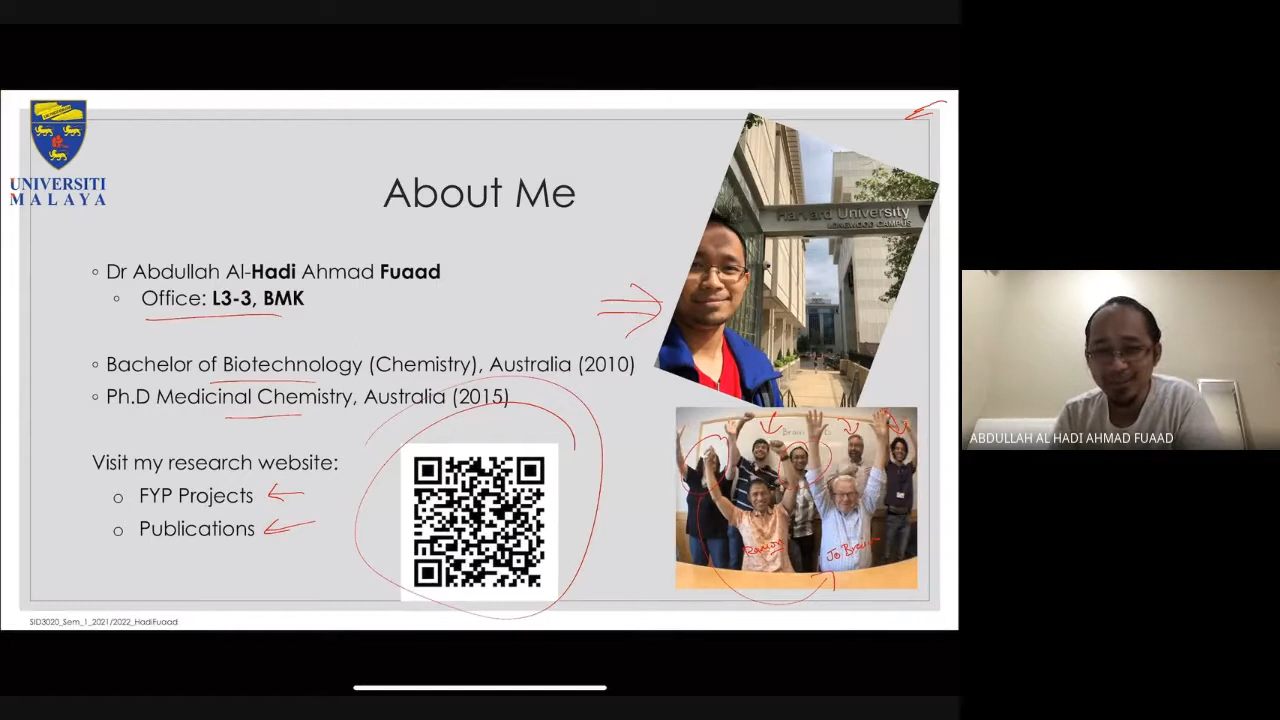 UNIVERSITI
MALAYA
About Me
Harvard University
LONGWOOD CAMPUS
◦ Dr Abdullah Al-Hadi Ahmad Fuaad
◦ Office: L3-3, BMK
◦ Bachelor of Biotechnology (Chemistry), Australia (2010)
◦ Ph.D Medicinal Chemistry, Australia (2015)
Visit my research website:
o FYP Projects
o Publications
SID3020_Sem_1_2021/2022_HadiFuaad
ABDULLAH AL HADI AHMAD FUAAD